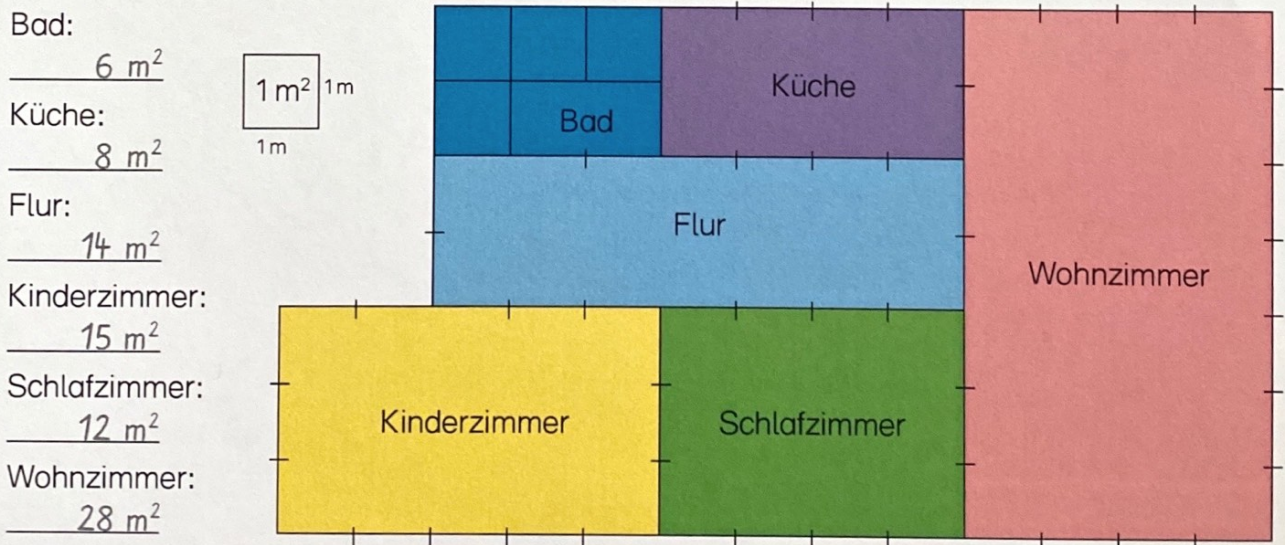 Bad:
6 m²
Küche:
8 m²
Flur:
14 m²
Kinderzimmer:
15 m²
Schlafzimmer:
12 m²
Wohnzimmer:
28 m²
1 m²
1 m
1 m
Bad
Küche
Flur
Wohnzimmer
Kinderzimmer
Schlafzimmer